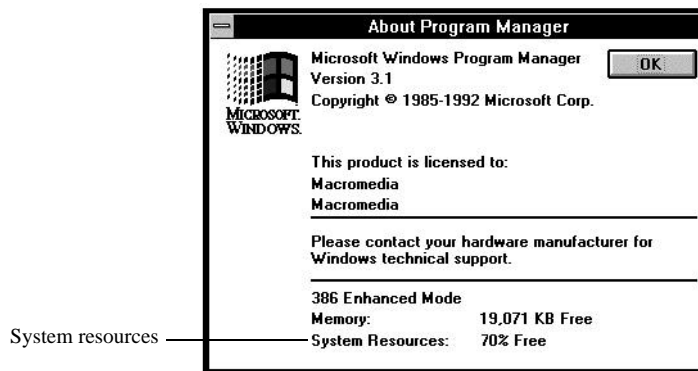 About Program Manager
Microsoft Windows Program Manager
OK
Version 3.1
Copyright © 1985-1992 Microsoft Corp.
MICROSOFT.
WINDOWS.
This product is licensed to:
Macromedia
Macromedia
Please contact your hardware manufacturer for
Windows technical support.
386 Enhanced Mode
Memory: 19,071 KB Free
System resources
System Resources: 70% Free